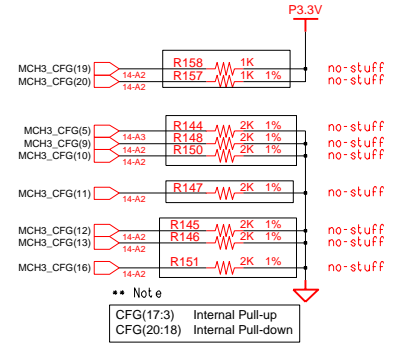 P3.3V
R158 1K
MCH3_CFG(19) no-stuff
14-A2 R157 1K 1%
MCH3_CFG(20) no-stuff
14-A2
R144 2K 1%
MCH3_CFG(5) no-stuff
14-A3 R148 2K 1%
MCH3_CFG(9) no-stuff
14-A2 R150 2K 1%
MCH3_CFG(10) no-stuff
14-A2
R147 2K 1%
MCH3_CFG(11) no-stuff
14-A2
R145 2K 1%
MCH3_CFG(12) no-stuff
14-A2 R146 2K 1%
MCH3_CFG(13) no-stuff
14-A2
R151 2K 1%
MCH3_CFG(16) no-stuff
14-A2
** Note
CFG(17:3) Internal Pull-up
CFG(20:18) Internal Pull-down